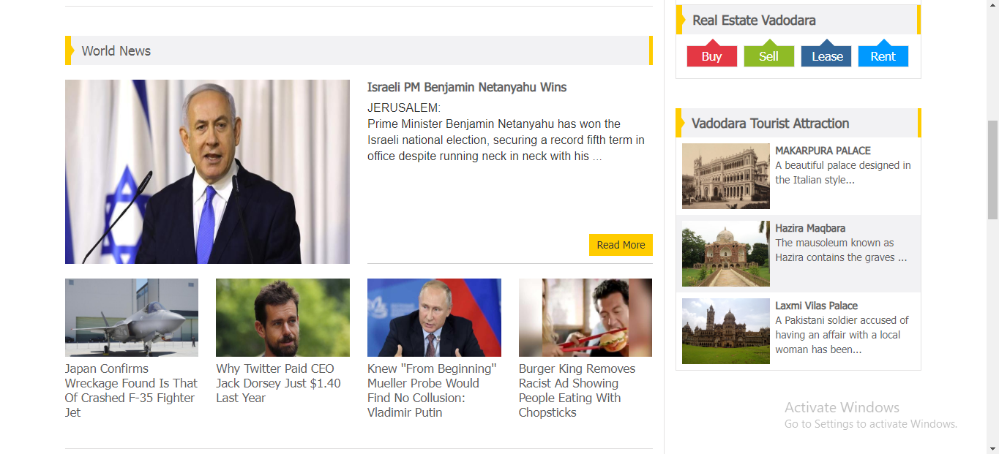 World News
Israeli PM Benjamin Netanyahu Wins
JERUSALEM:
Prime Minister Benjamin Netanyahu has won the
Israeli national election, securing a record fifth term in
office despite running neck in neck with his ...
Read More
Japan Confirms
Wreckage Found Is That
Of Crashed F-35 Fighter
Jet
Why Twitter Paid CEO
Jack Dorsey Just $1.40
Last Year
Knew "From Beginning"
Mueller Probe Would
Find No Collusion:
Vladimir Putin
Burger King Removes
Racist Ad Showing
People Eating With
Chopsticks
Real Estate Vadodara
Buy
Sell
Lease
Rent
Vadodara Tourist Attraction
MAKARPURA PALACE
A beautiful palace designed in
the Italian style...
Hazira Maqbara
The mausoleum known as
Hazira contains the graves ...
Laxmi Vilas Palace
A Pakistani soldier accused of
having an affair with a local
woman has been...
Activate Windows
Go to Settings to activate Windows.